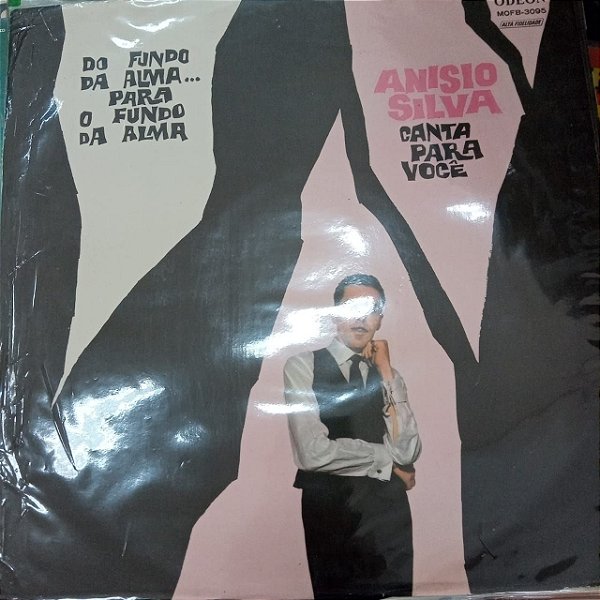 DO FUNDO
DA ALMA...
PARA
O FUNDO
DA ALMA
ODEON
MOFB-3095
ALTA FIDELIDADE
ANISIO
SILVA
CANTA
PARA
VOCÊ